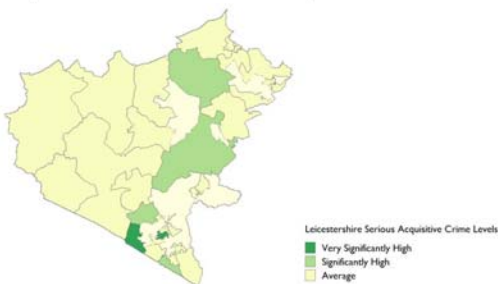 Leicestershire Serious Acquisitive Crime Levels
Very Significantly High
Significantly High
Average